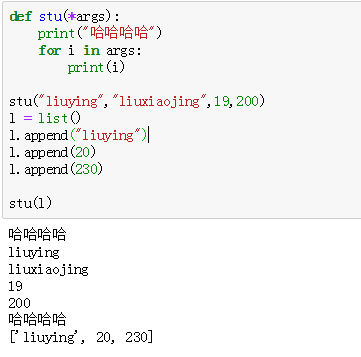 def stu(*args):
    print("哈哈哈哈")
    for i in args:
        print(i)

stu("liuying","liuxiaojing",19,200)
l = list()
l.append("liuying")
l.append(20)
l.append(230)

stu(l)
哈哈哈哈
liuying
liuxiaojing
19
200
哈哈哈哈
['liuying', 20, 230]